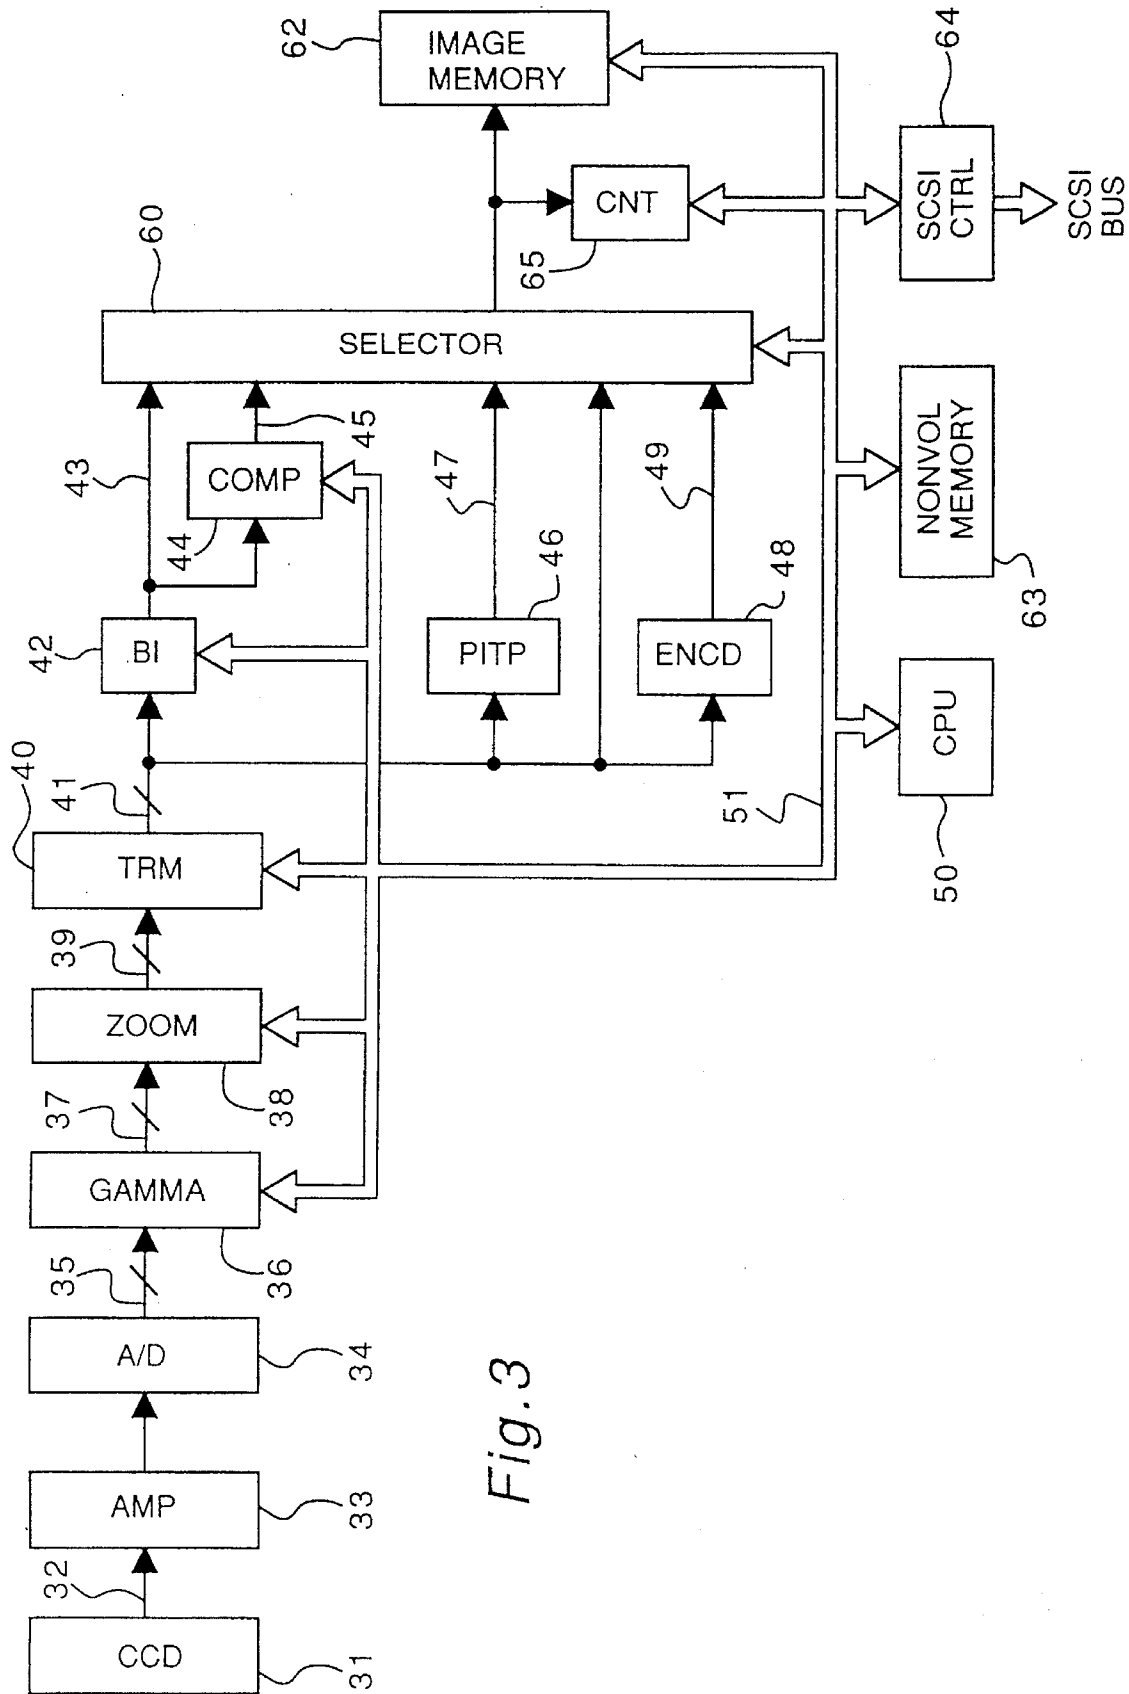 62
IMAGE
MEMORY
64
60
CNT
65
SCSI
CTRL
SCSI
BUS
SELECTOR
43
45
COMP
44
47
49
NONVOL
MEMORY
63
42
BI
PITP
46
ENCD
48
40
41
TRM
51
CPU
50
39
ZOOM
38
37
GAMMA
36
35
A/D
34
AMP
33
32
CCD
31
Fig.3